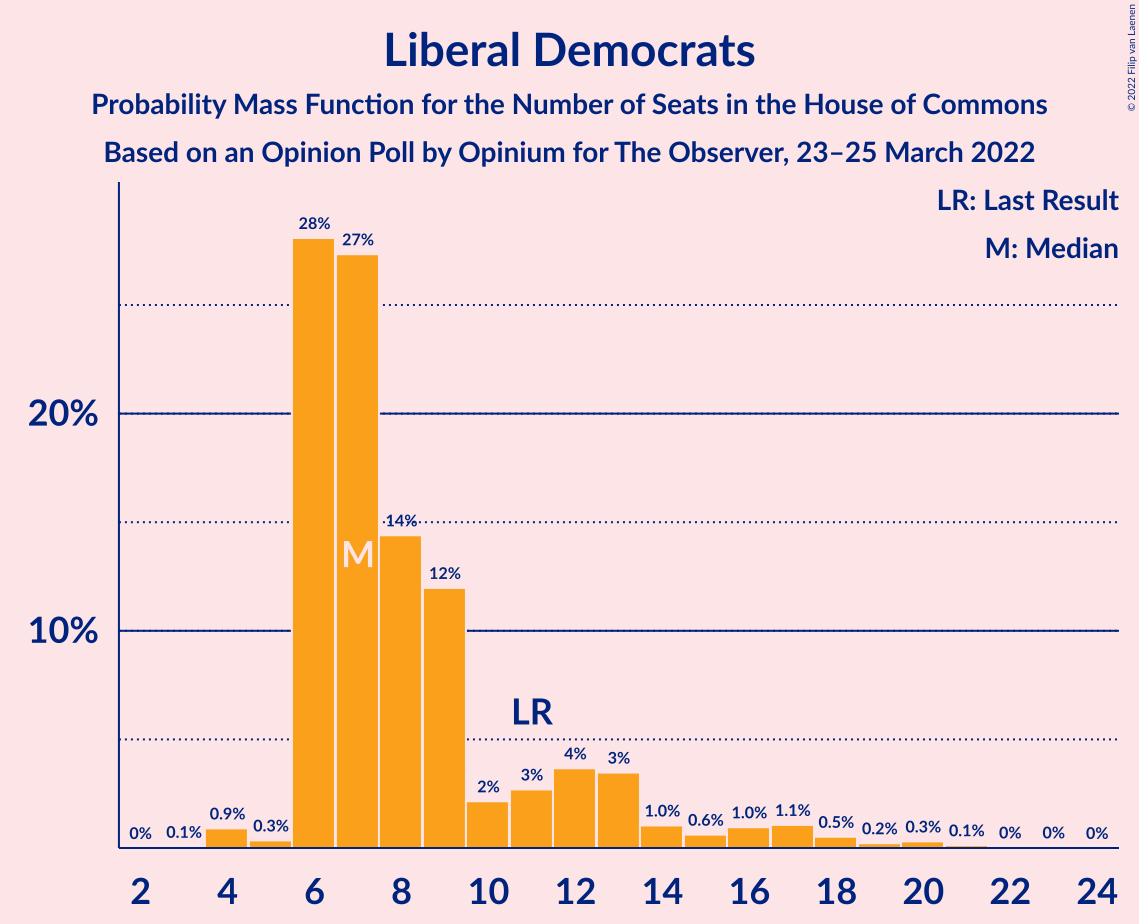 Liberal Democrats
Probability Mass Function for the Number of Seats in the House of Commons
Based on an Opinion Poll by Opinium for The Observer, 23–25 March 2022
© 2022 Filip van Laenen
LR: Last Result
M: Median
28%
27%
20%
14%
M
12%
10%
LR
4%
3%
3%
2%
0%
0.1%
0.9%
0.3%
1.0%
0.6%
1.0%
1.1%
0.5%
0.2%
0.3%
0.1%
0%
0%
0%
2 4 6 8 10 12 14 16 18 20 22 24